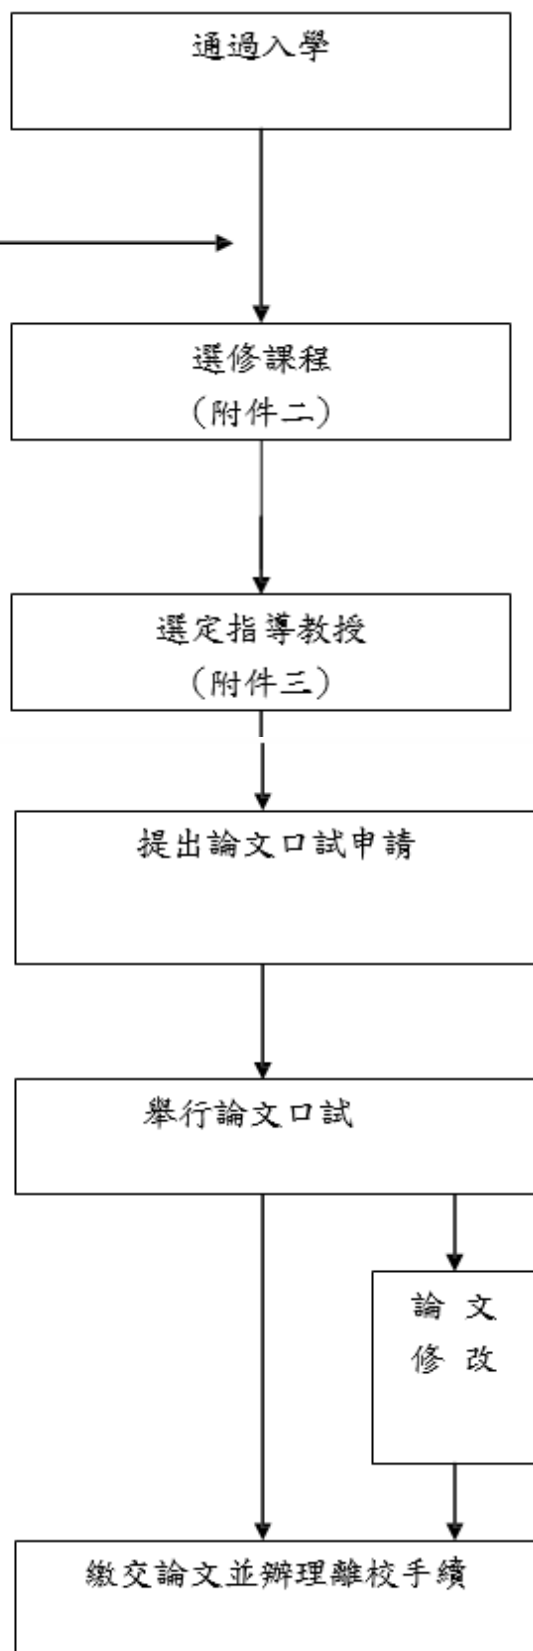 通過入學
選修課程
(附件二)
選定指導教授
(附件三)
提出論文口試申請
舉行論文口試
論 文
修 改
繳交論文並辦理離校手續